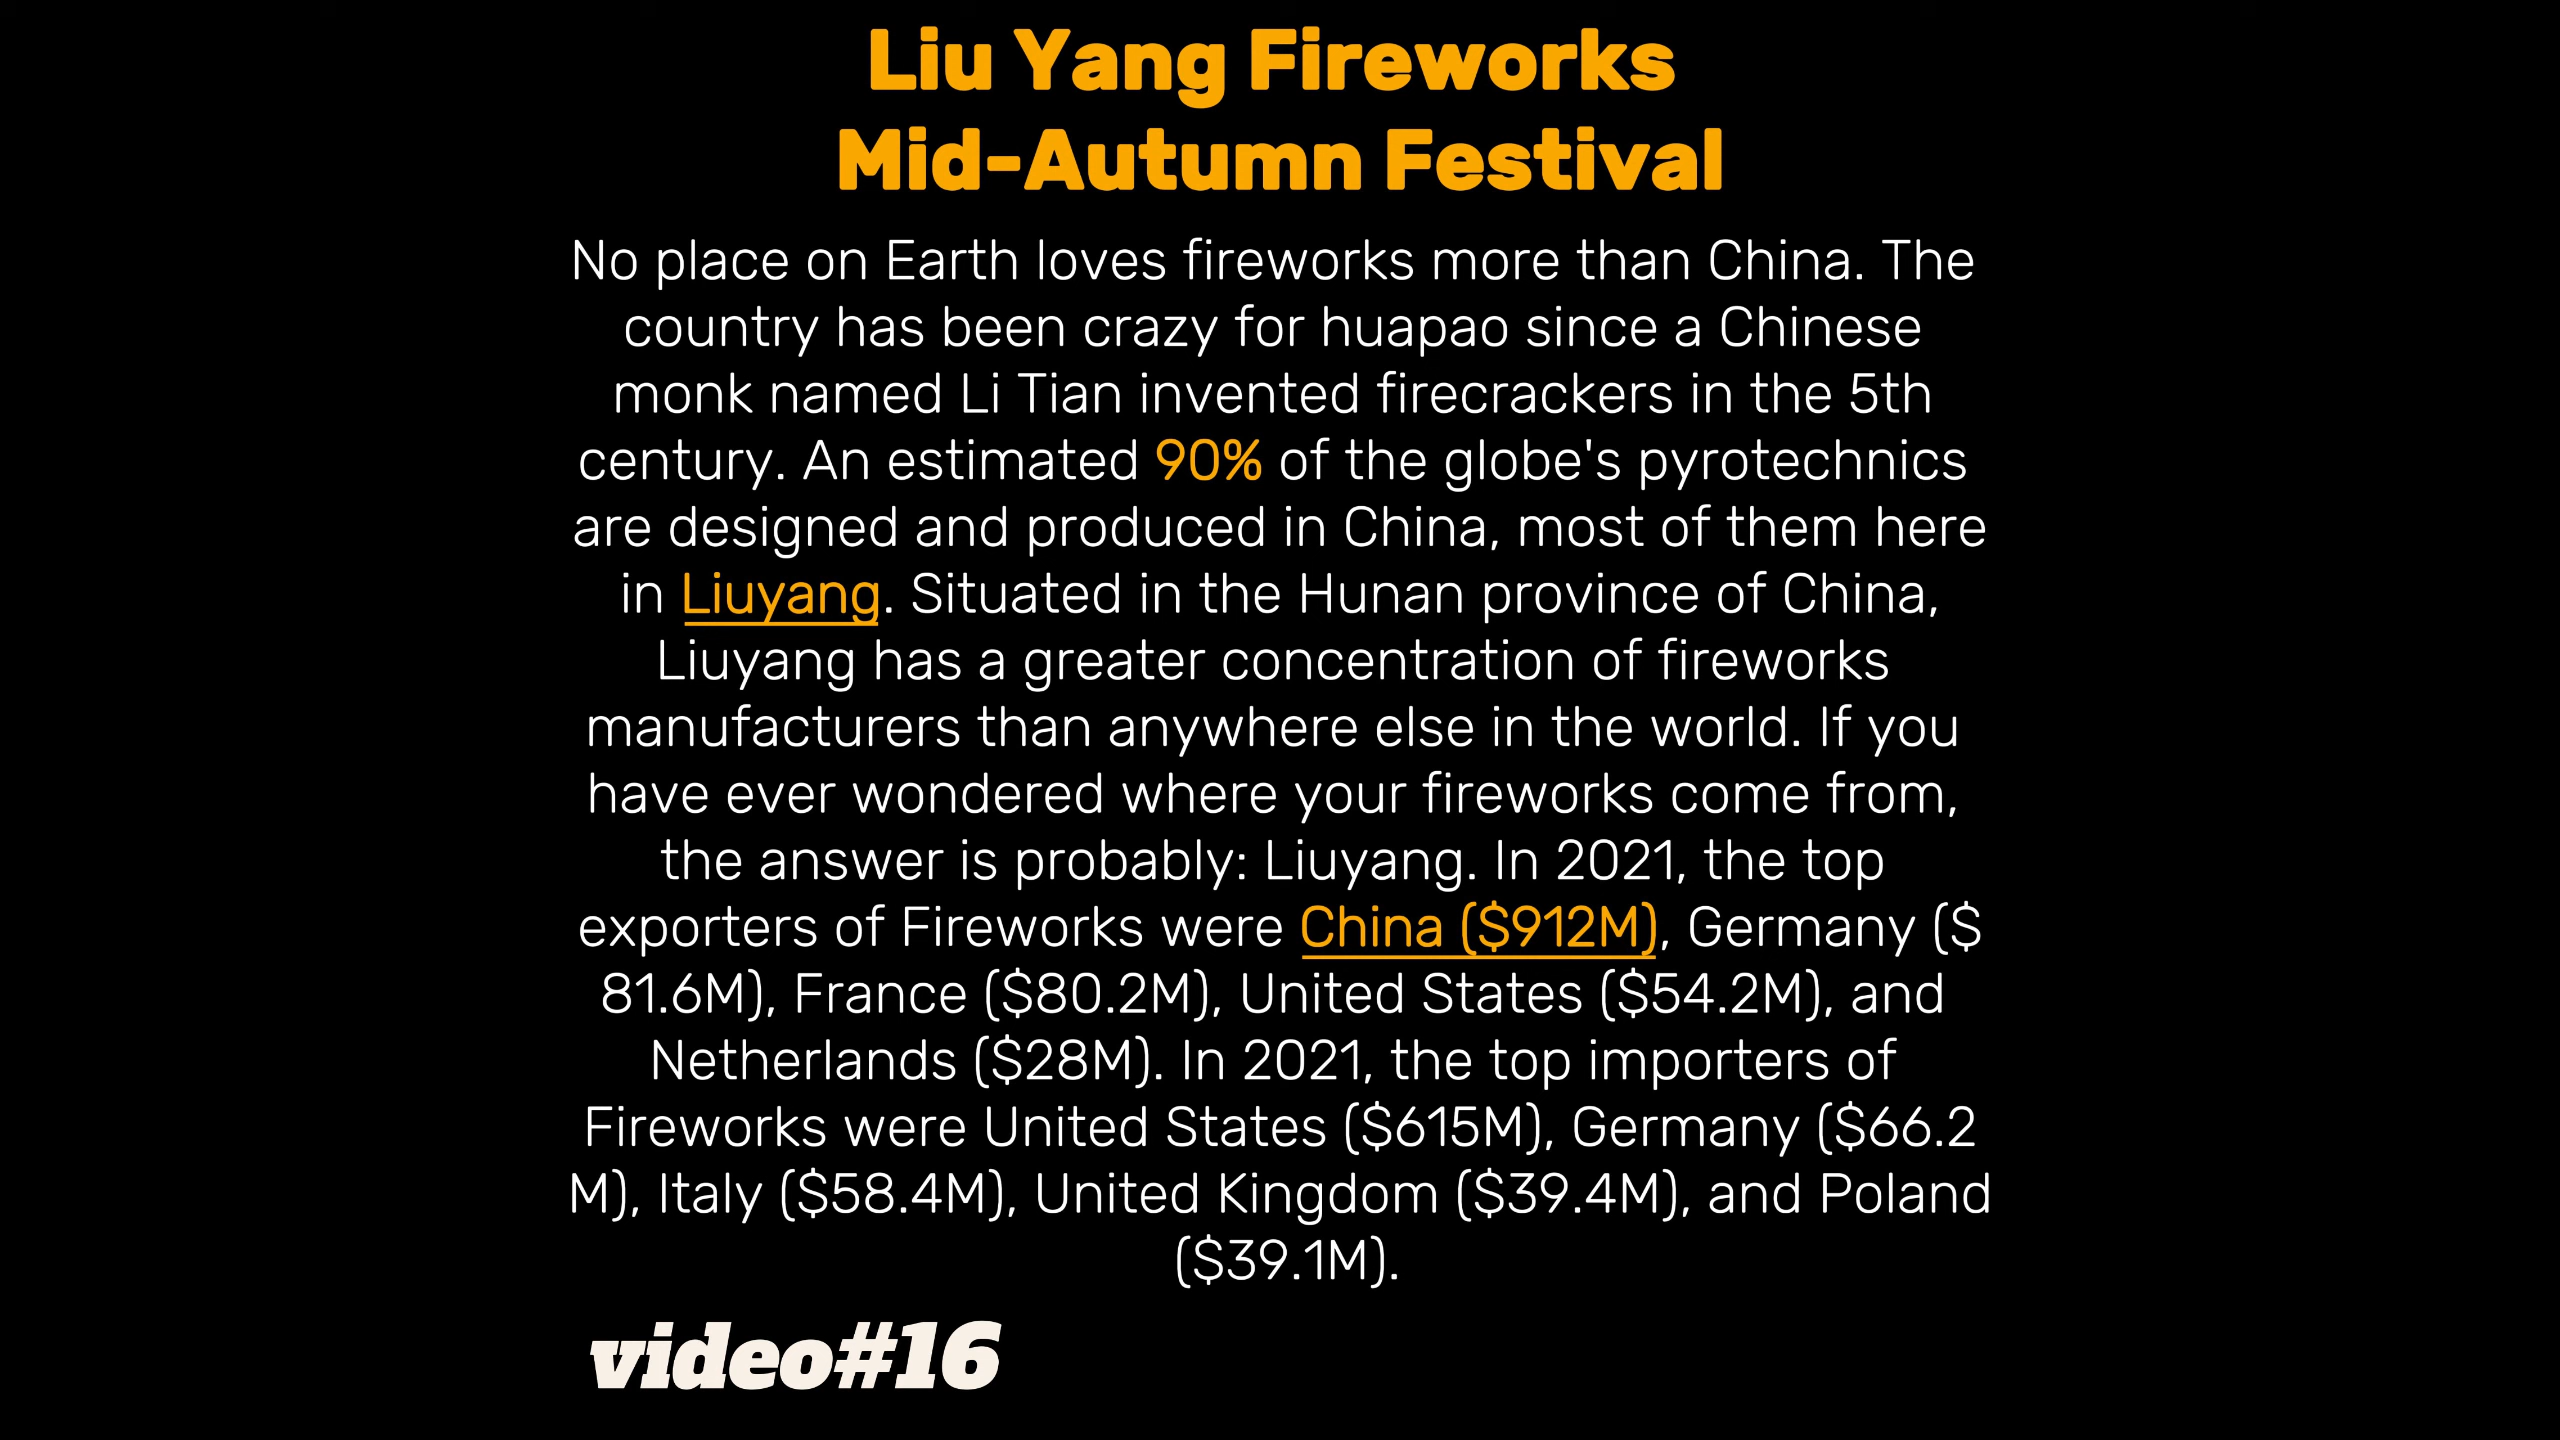 Liu Yang Fireworks
Mid-Autumn Festival
No place on Earth loves fireworks more than China. The
country has been crazy for huapao since a Chinese
monk named Li Tian invented firecrackers in the 5th
century. An estimated 90% of the globe's pyrotechnics
are designed and produced in China, most of them here
in Liuyang. Situated in the Hunan province of China,
Liuyang has a greater concentration of fireworks
manufacturers than anywhere else in the world. If you
have ever wondered where your fireworks come from,
the answer is probably: Liuyang. In 2021, the top
exporters of Fireworks were China ($912M), Germany ($
81.6M), France ($80.2M), United States ($54.2M), and
Netherlands ($28M). In 2021, the top importers of
Fireworks were United States ($615M), Germany ($66.2
M), Italy ($58.4M), United Kingdom ($39.4M), and Poland
($39.1M).
video#16